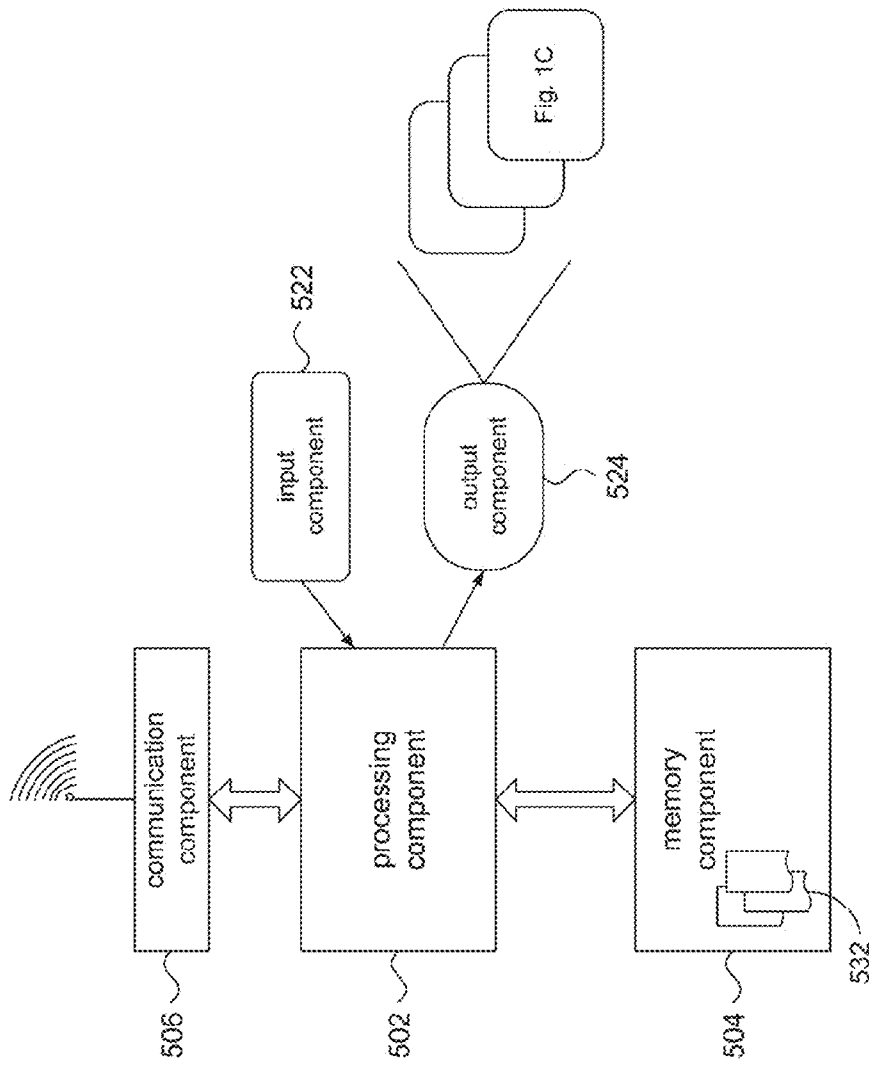 506
communication
component
502
processing
component
504
memory
component
532
input
component
522
output
component
524
Fig. 1C